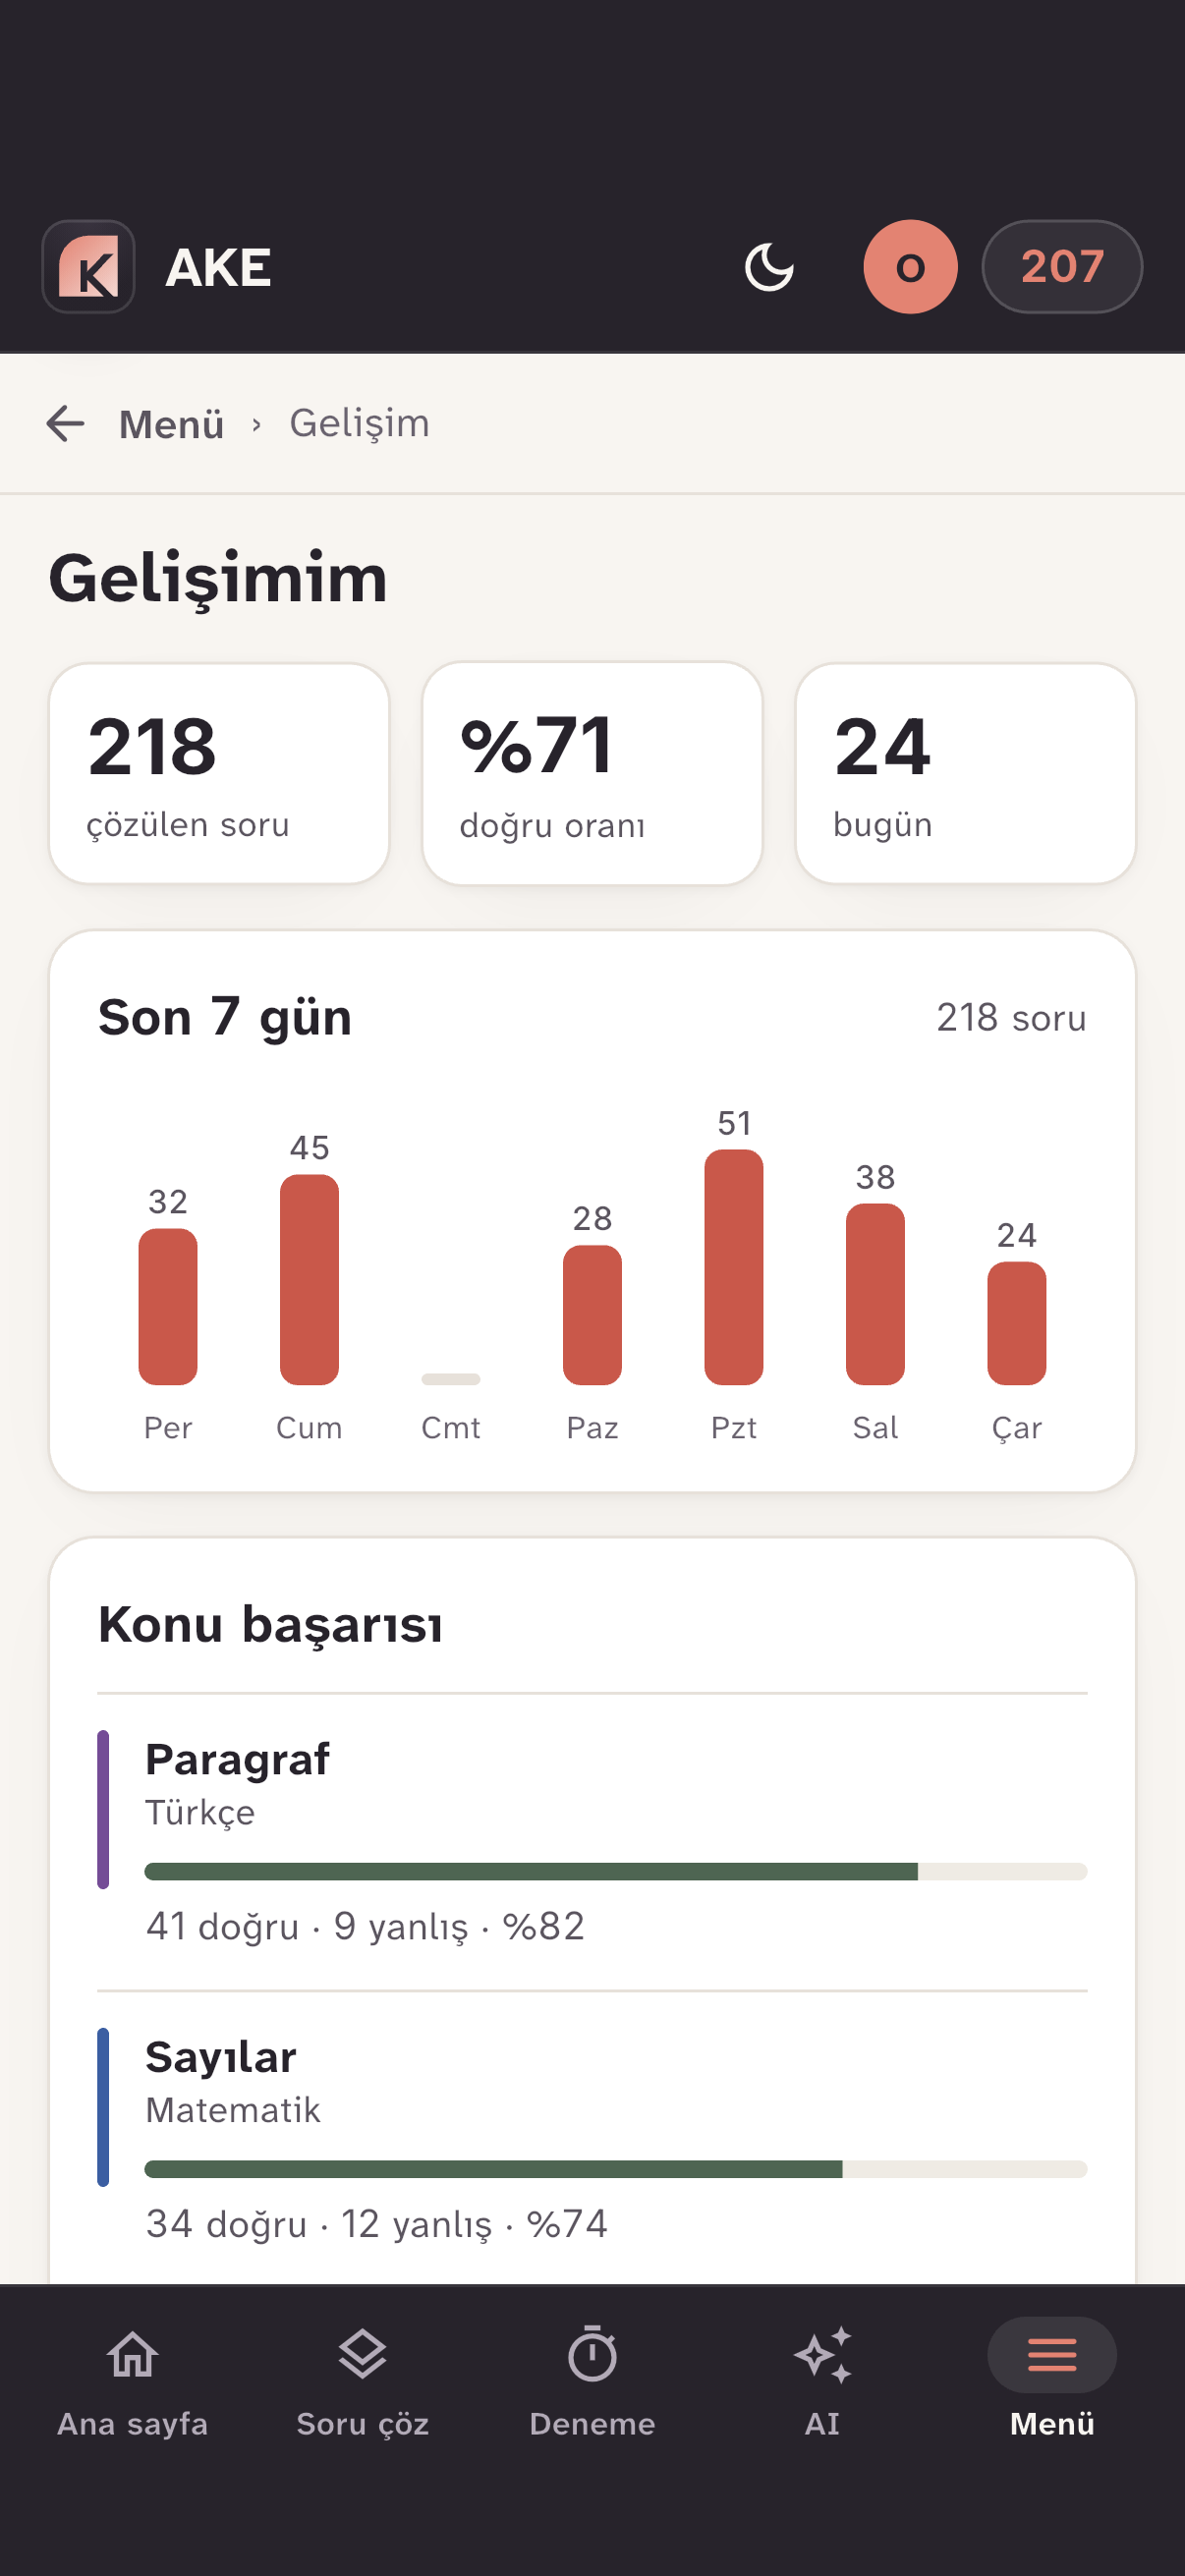 K AKE O 207
Menü › Gelişim
Gelişimim
218 %71 24
çözülen soru doğru oranı bugün
Son 7 gün 218 soru
32 45 28 51 38 24
Per Cum Cmt Paz Pzt Sal Çar
Konu başarısı
Paragraf
Türkçe
41 doğru · 9 yanlış · %82
Sayılar
Matematik
34 doğru · 12 yanlış · %74
Ana sayfa Soru çöz Deneme AI Menü